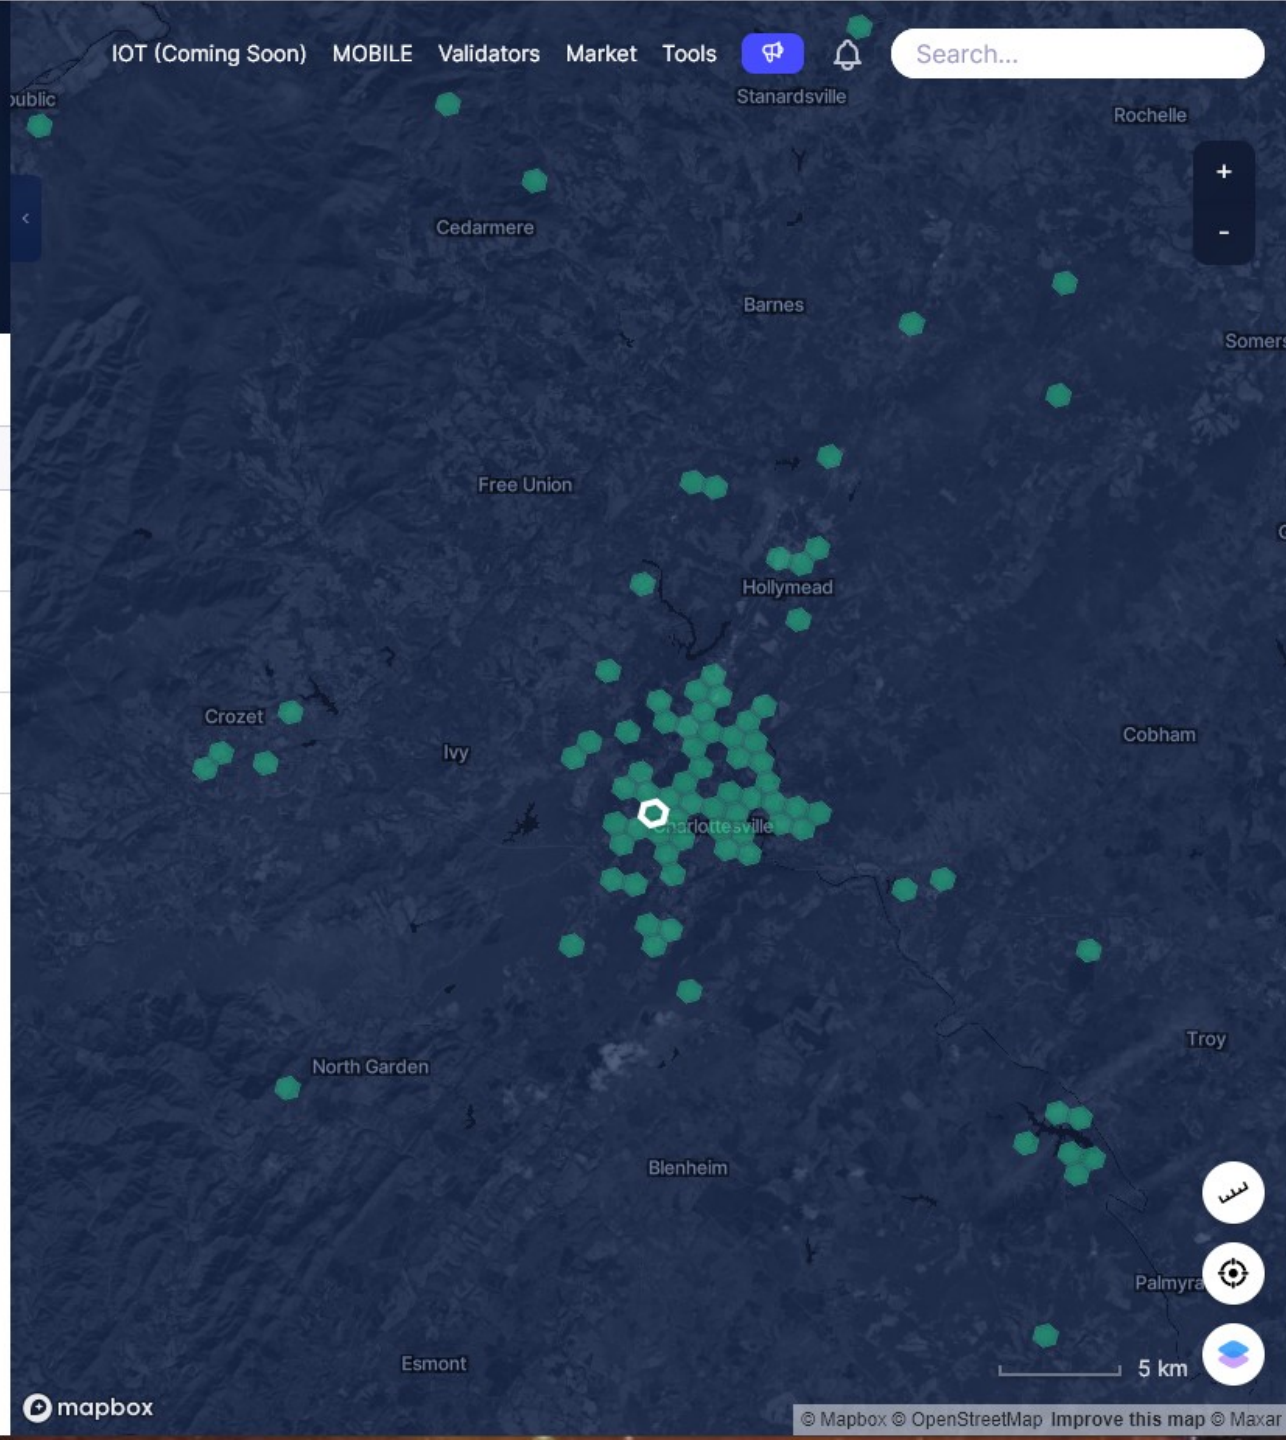 IOT (Coming Soon) MOBILE Validators Market Tools Search...
public
Stanardsville
Rochelle
+
<
Cedarmere
-
Barnes
Somers
Free Union
Hollymead
Crozet
Cobham
Ivy
Charlottesville
Troy
North Garden
Blenheim
Palmyra
Esmont
5 km
mapbox
© Mapbox © OpenStreetMap Improve this map © Maxar